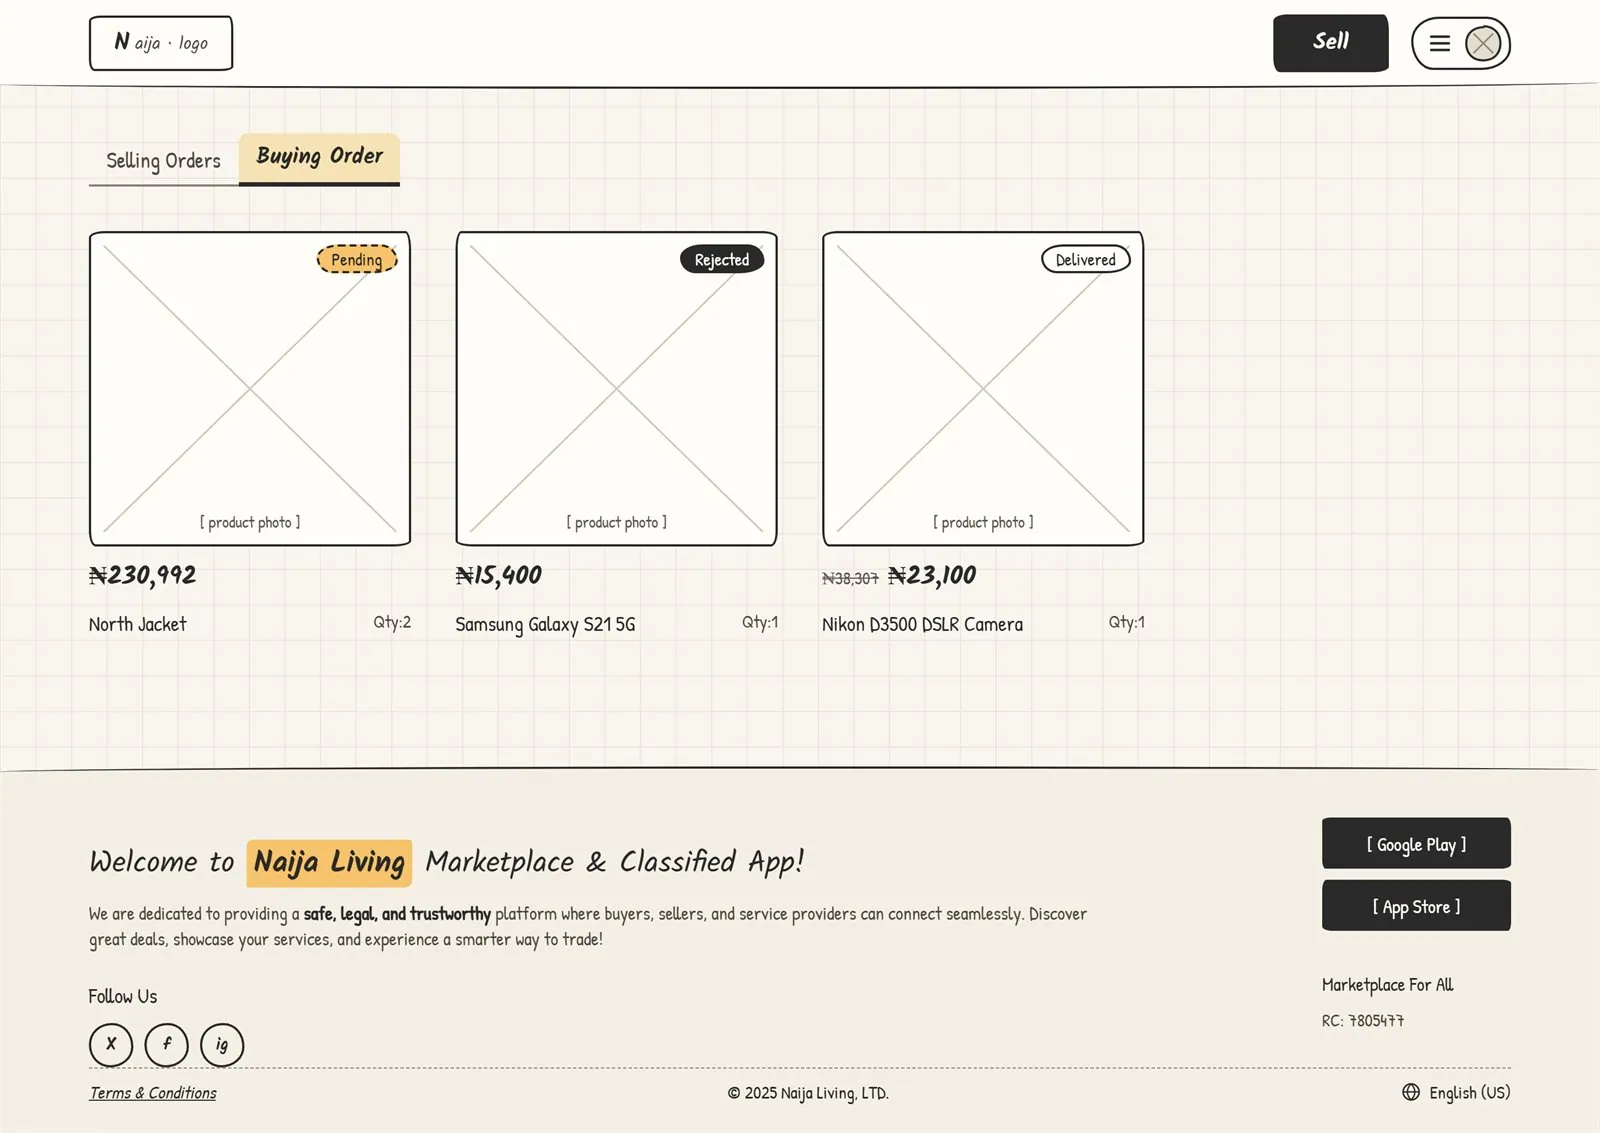 N aija · logo
Sell
Selling Orders
Buying Order
Pending
[ product photo ]
₦230,992
North Jacket
Qty:2
Rejected
[ product photo ]
₦15,400
Samsung Galaxy S21 5G
Qty:1
Delivered
[ product photo ]
₦38,307 ₦23,100
Nikon D3500 DSLR Camera
Qty:1
Welcome to Naija Living Marketplace & Classified App!
We are dedicated to providing a safe, legal, and trustworthy platform where buyers, sellers, and service providers can connect seamlessly. Discover
great deals, showcase your services, and experience a smarter way to trade!
Follow Us
X
f
ig
[ Google Play ]
[ App Store ]
Marketplace For All
RC: 7805477
Terms & Conditions
© 2025 Naija Living, LTD.
English (US)